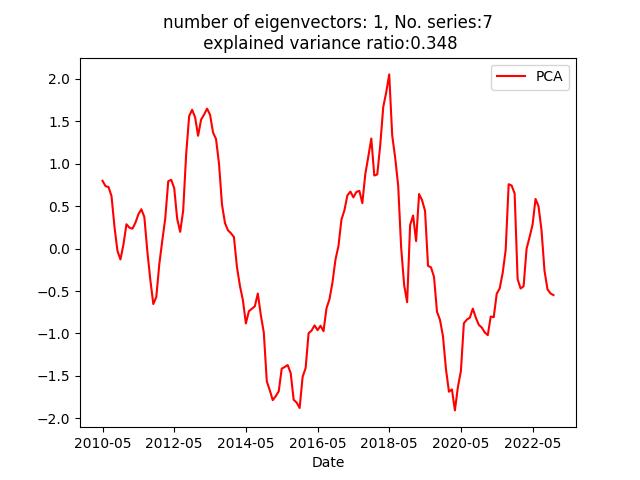 number of eigenvectors: 1, No. series:7
explained variance ratio:0.348
PCA
2.0
1.5
1.0
0.5
0.0
−0.5
−1.0
−1.5
−2.0
2010-05 2012-05 2014-05 2016-05 2018-05 2020-05 2022-05
Date